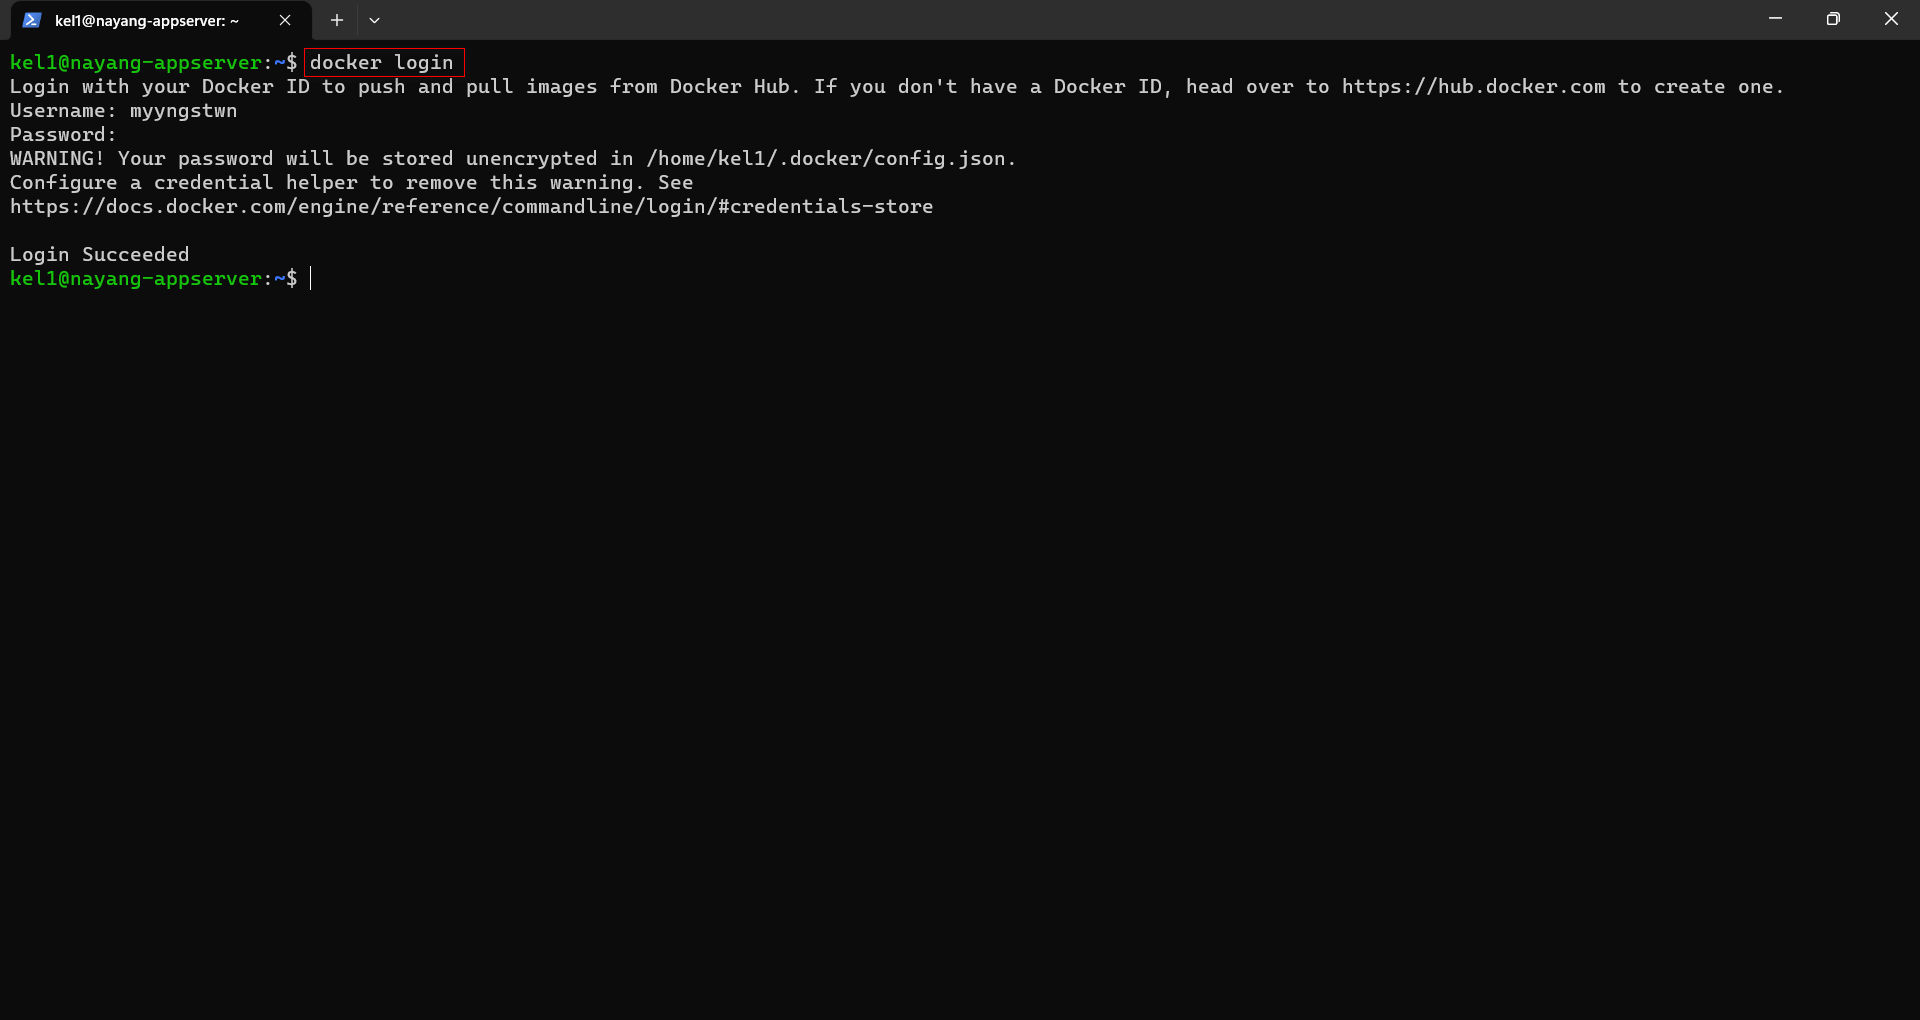 kel1@nayang-appserver: ~
kel1@nayang-appserver:~$ docker login
Login with your Docker ID to push and pull images from Docker Hub. If you don't have a Docker ID, head over to https://hub.docker.com to create one.
Username: myyngstwn
Password:
WARNING! Your password will be stored unencrypted in /home/kel1/.docker/config.json.
Configure a credential helper to remove this warning. See
https://docs.docker.com/engine/reference/commandline/login/#credentials-store
Login Succeeded
kel1@nayang-appserver:~$